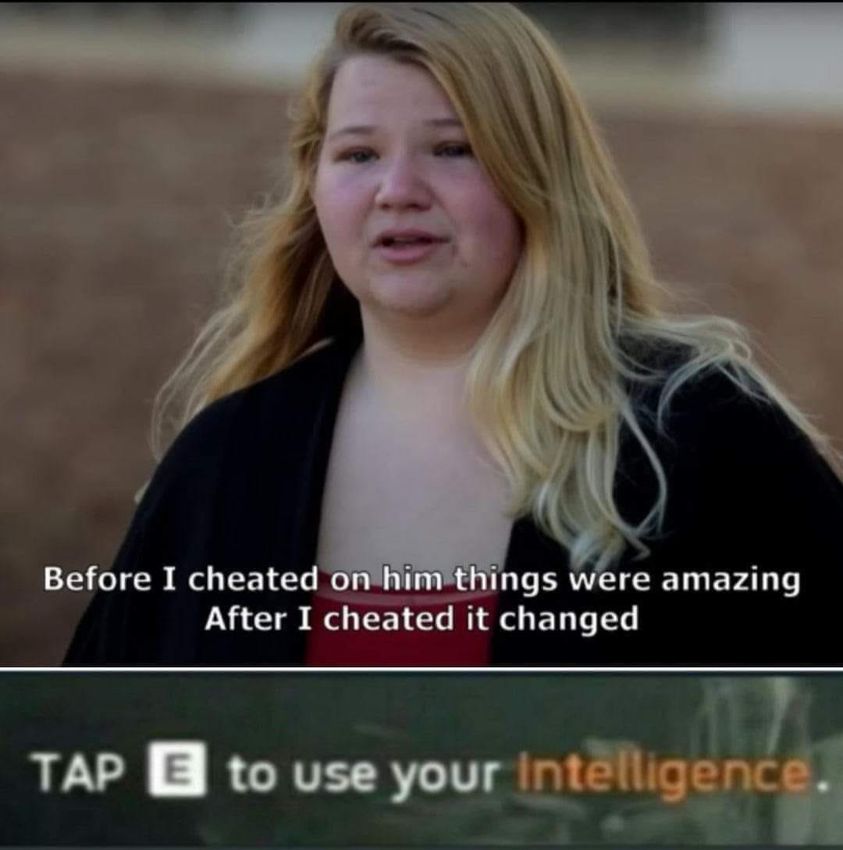 Before I cheated on him things were amazing
After I cheated it changed
TAP E to use your Intelligence.